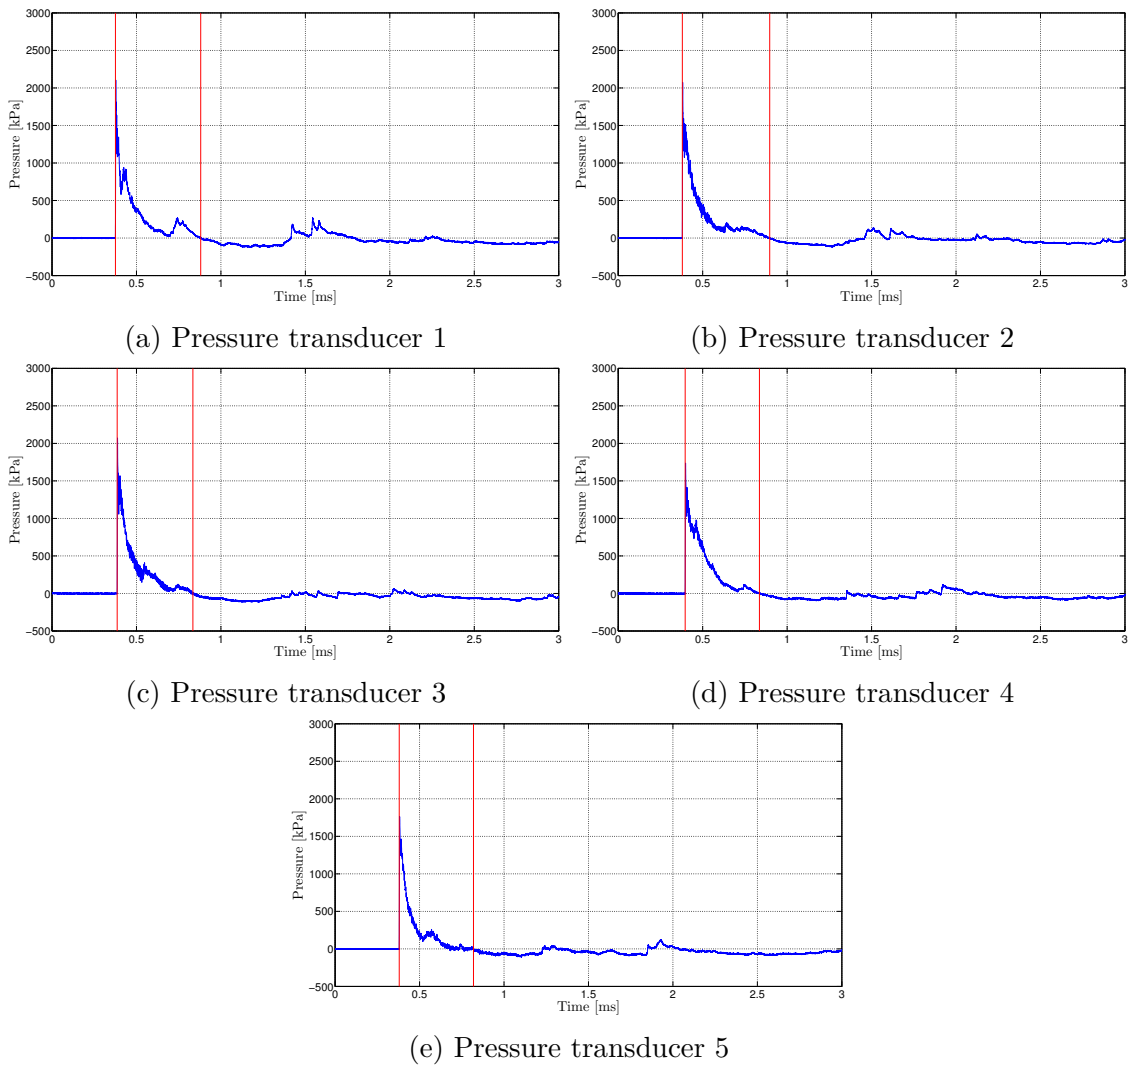 3000 2500 2000 1500 1000 500 0 −500
Pressure [kPa]
0 0.5 1 1.5 2 2.5 3
Time [ms]
(a) Pressure transducer 1
3000 2500 2000 1500 1000 500 0 −500
Pressure [kPa]
0 0.5 1 1.5 2 2.5 3
Time [ms]
(b) Pressure transducer 2
3000 2500 2000 1500 1000 500 0 −500
Pressure [kPa]
0 0.5 1 1.5 2 2.5 3
Time [ms]
(c) Pressure transducer 3
3000 2500 2000 1500 1000 500 0 −500
Pressure [kPa]
0 0.5 1 1.5 2 2.5 3
Time [ms]
(d) Pressure transducer 4
3000 2500 2000 1500 1000 500 0 −500
Pressure [kPa]
0 0.5 1 1.5 2 2.5 3
Time [ms]
(e) Pressure transducer 5